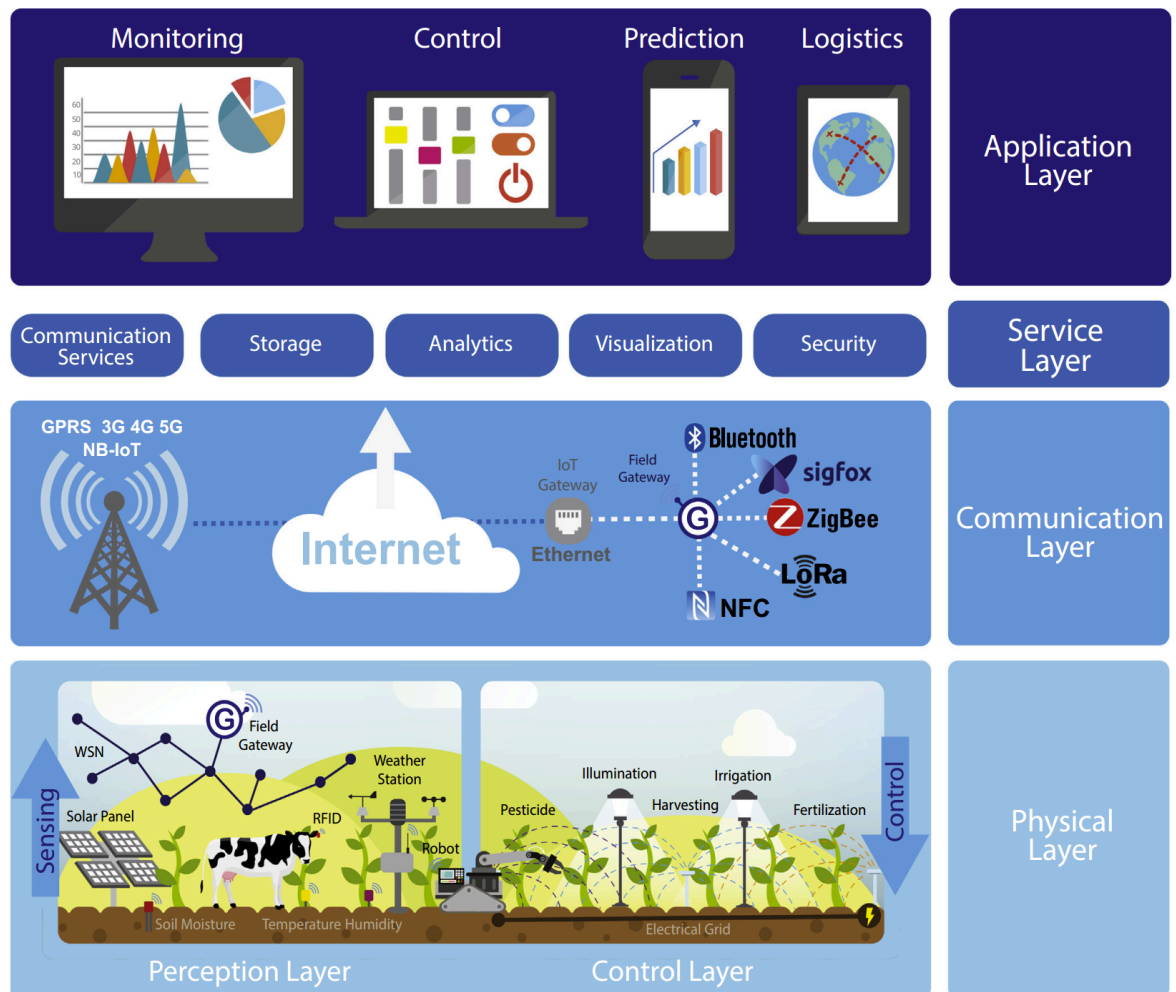 Monitoring
Control
Prediction
Logistics
60
50
40
30
20
10
Application
Layer
Communication
Services
Storage
Analytics
Visualization
Security
Service
Layer
GPRS 3G 4G 5G
NB-IoT
Internet
IoT
Gateway
Ethernet
Field
Gateway
G
Bluetooth
sigfox
Z ZigBee
LoRa
N NFC
Communication
Layer
Sensing
WSN
G
Field
Gateway
Solar Panel
RFID
Weather
Station
Robot
Soil Moisture
Temperature Humidity
Perception Layer
Pesticide
Illumination
Harvesting
Irrigation
Fertilization
Control
Electrical Grid
Control Layer
Physical
Layer